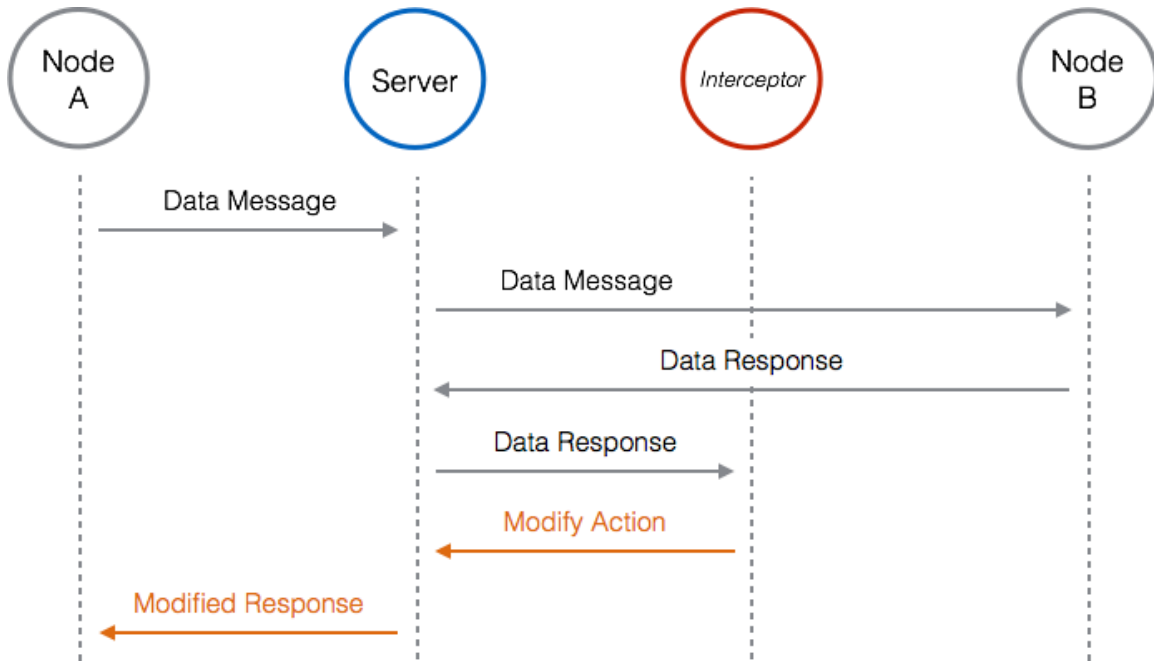 Node
A
Server
Interceptor
Node
B
Data Message
Data Message
Data Response
Data Response
Modify Action
Modified Response